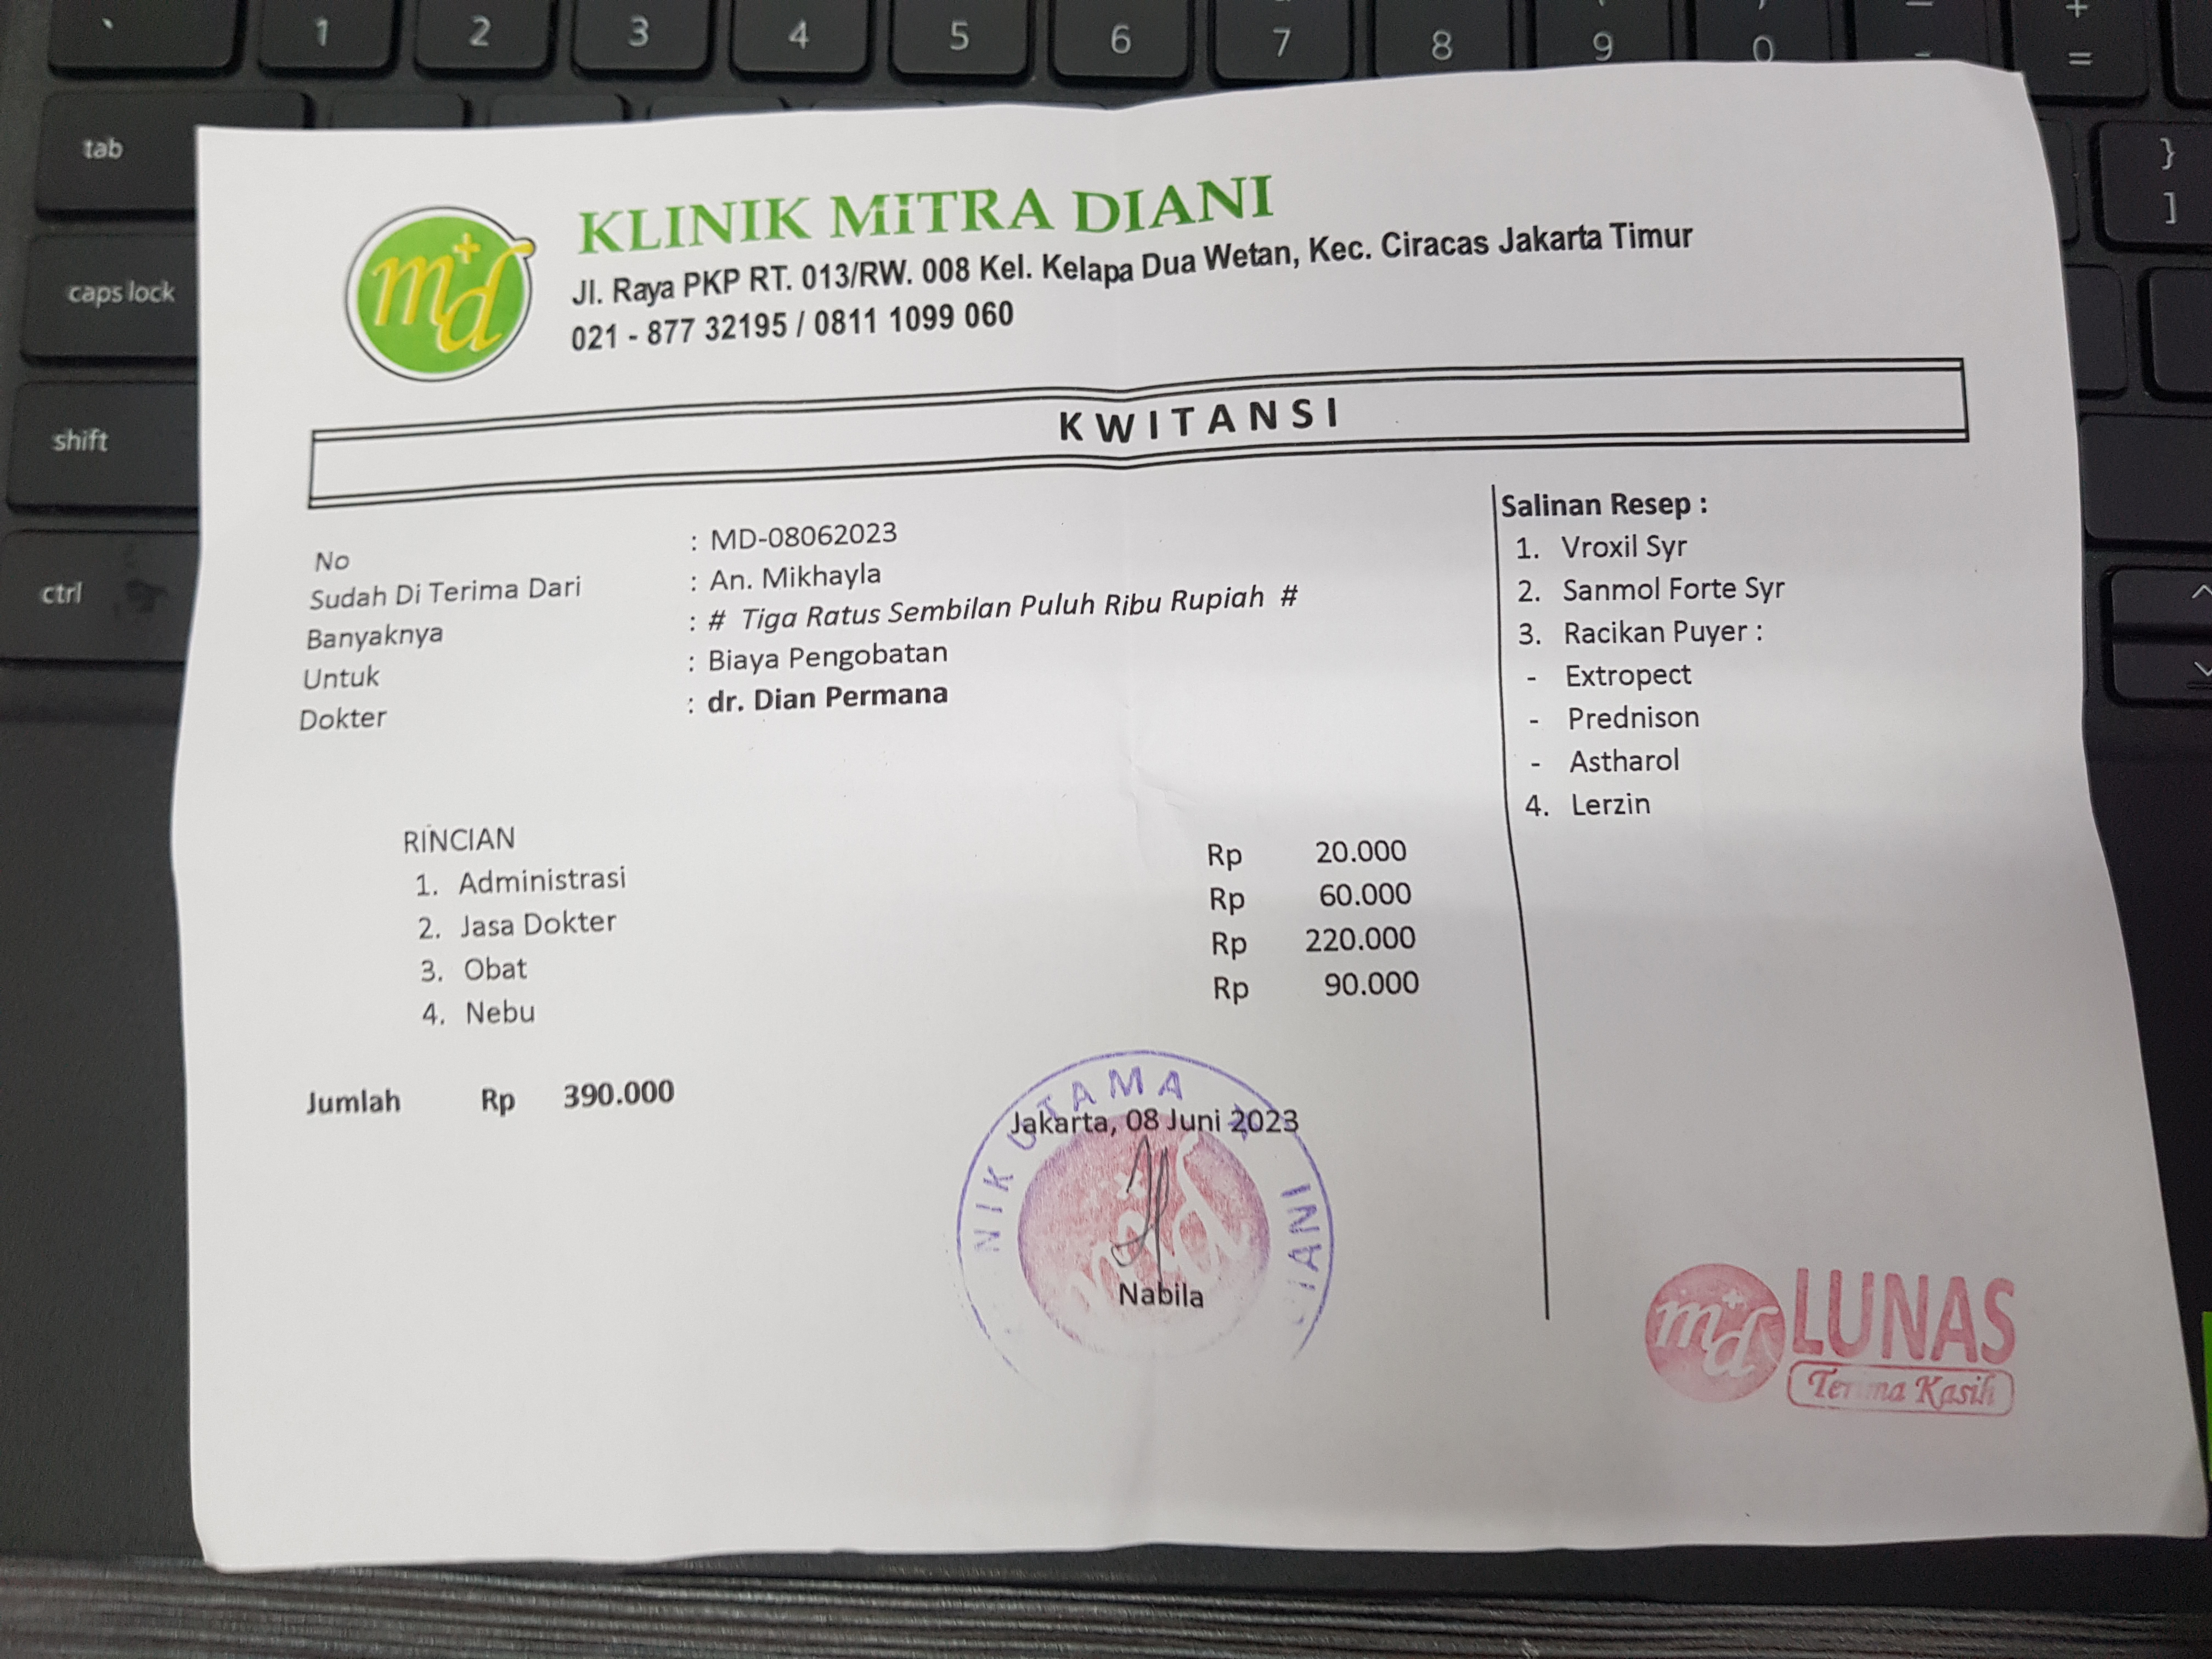 ` 1 2 3 4 5 6 7 8 9 0 - + =
tab
} ]
caps lock
shift
ctrl
md
KLINIK MiTRA DIANI
Jl. Raya PKP RT. 013/RW. 008 Kel. Kelapa Dua Wetan, Kec. Ciracas Jakarta Timur
021 - 877 32195 / 0811 1099 060
KWITANSI
No : MD-08062023
Sudah Di Terima Dari : An. Mikhayla
Banyaknya : # Tiga Ratus Sembilan Puluh Ribu Rupiah #
Untuk : Biaya Pengobatan
Dokter : dr. Dian Permana
Salinan Resep :
1. Vroxil Syr
2. Sanmol Forte Syr
3. Racikan Puyer :
- Extropect
- Prednison
- Astharol
4. Lerzin
RINCIAN
1. Administrasi Rp 20.000
2. Jasa Dokter Rp 60.000
3. Obat Rp 220.000
4. Nebu Rp 90.000
Jumlah Rp 390.000
NIK UTAMA IANI
Jakarta, 08 Juni 2023
md
Nabila
md LUNAS
Terima Kasih